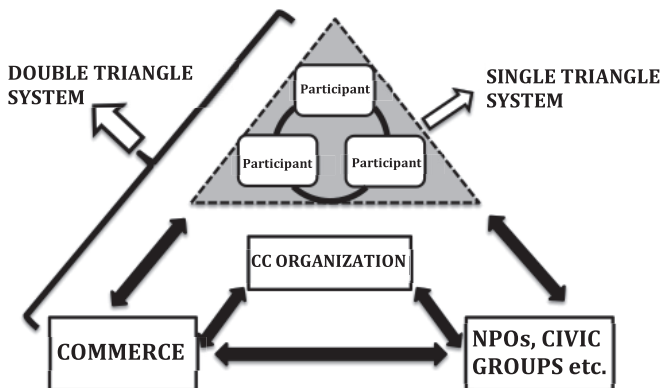 DOUBLE TRIANGLE
SYSTEM
SINGLE TRIANGLE
SYSTEM
Participant
Participant
Participant
CC ORGANIZATION
COMMERCE
NPOs, CIVIC
GROUPS etc.